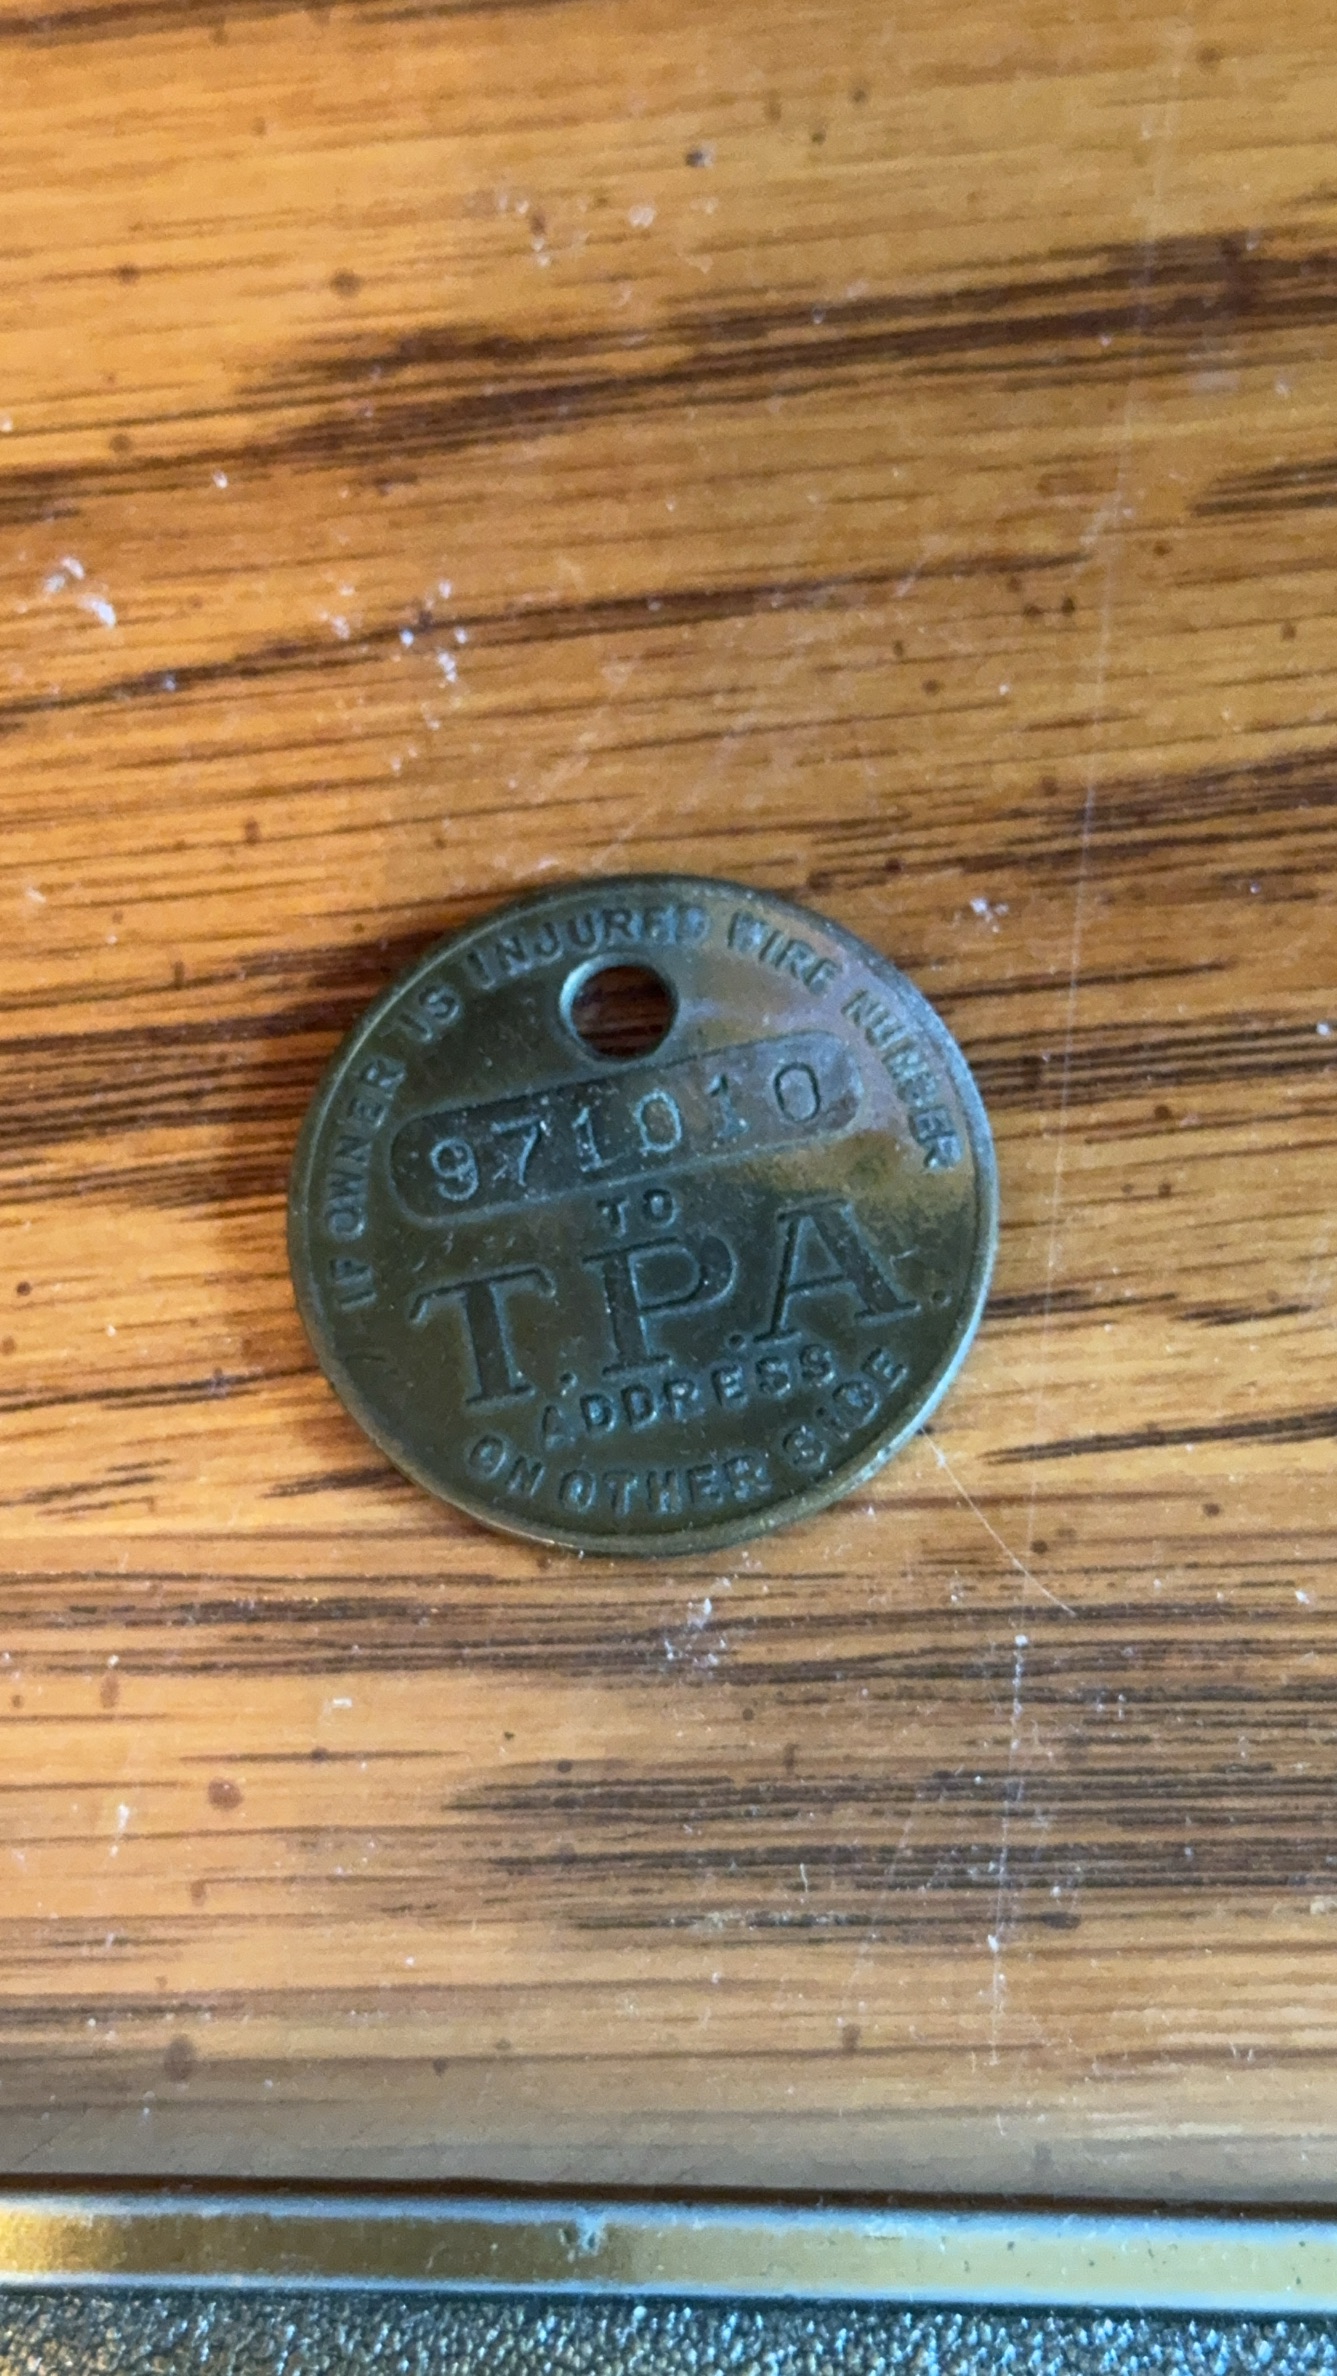 IF OWNER IS INJURED WIRE NUMBER
971010
TO
T.P.A.
ADDRESS
ON OTHER SIDE